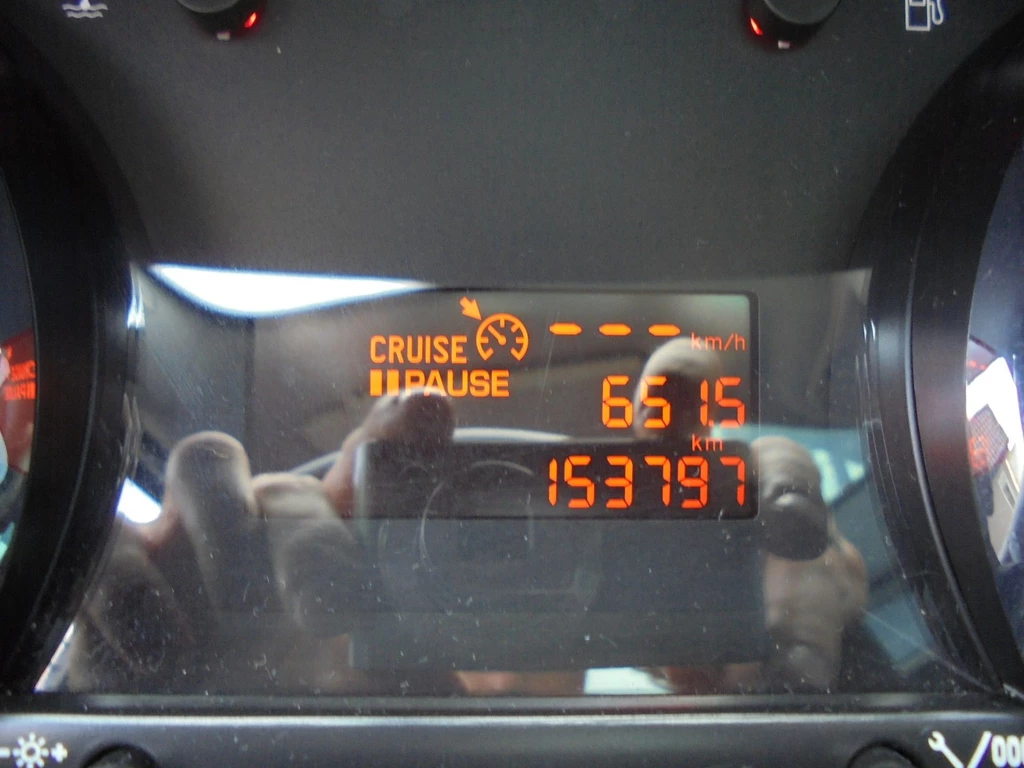 CRUISE --- km/h
PAUSE 651.5
km
153797